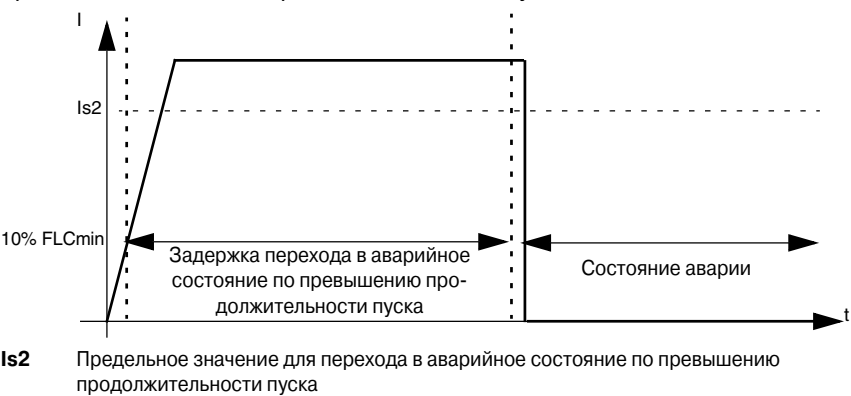 I
Is2
10% FLCmin
Задержка перехода в аварийное
состояние по превышению про-
должительности пуска
Состояние аварии
t
Is2 Предельное значение для перехода в аварийное состояние по превышению
продолжительности пуска